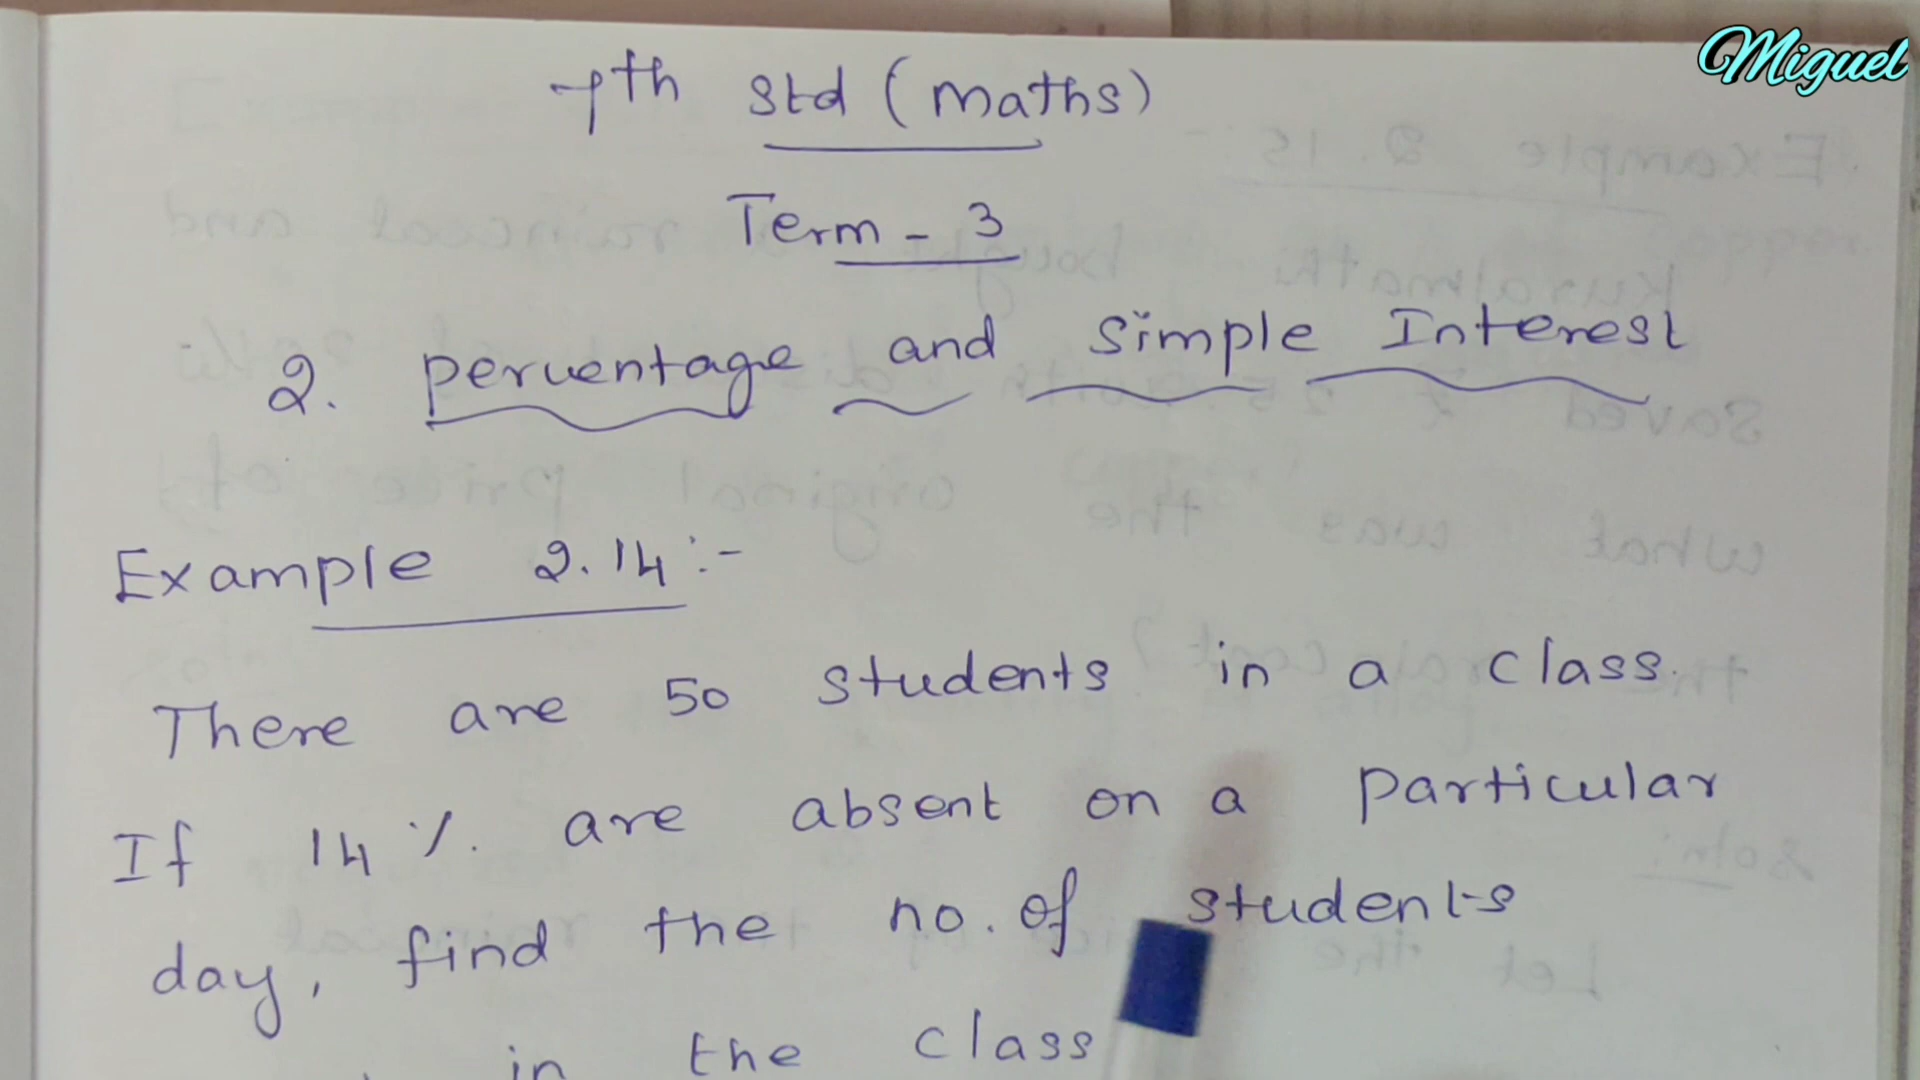 Miguel
7th std (maths)
Term - 3
2. percentage and Simple Interest
Example 2.14 :-
There are 50 students in a class.
If 14 %. are absent on a particular
day, find the no. of students
in the class